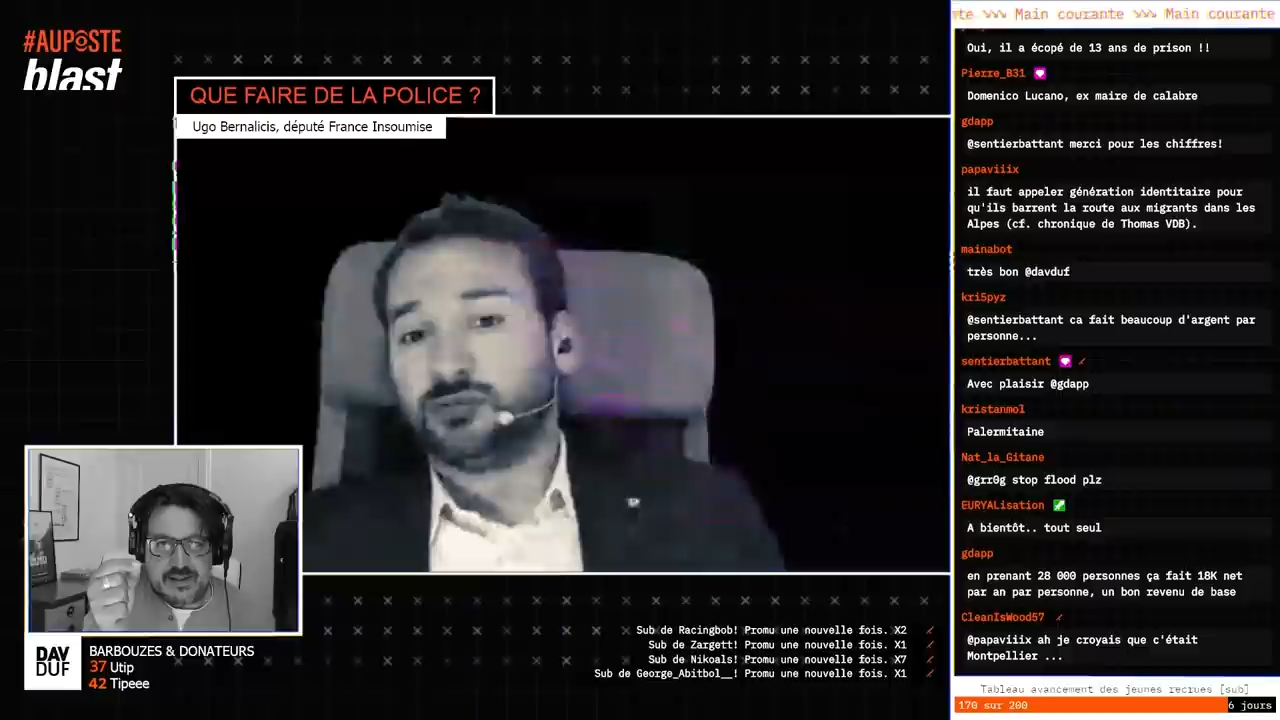 #AUPOSTE
blast
QUE FAIRE DE LA POLICE ?
Ugo Bernalicis, député France Insoumise
DAV
DUF
BARBOUZES & DONATEURS
37 Utip
42 Tipeee
Sub de Racingbob! Promu une nouvelle fois. X2
Sub de Zargett! Promu une nouvelle fois. X1
Sub de Nikoals! Promu une nouvelle fois. X7
Sub de George_Abitbol__! Promu une nouvelle fois. X1
te >>> Main courante >>> Main courante
Oui, il a écopé de 13 ans de prison !!
Pierre_B31
Domenico Lucano, ex maire de calabre
gdapp
@sentierbattant merci pour les chiffres!
papaviiix
il faut appeler génération identitaire pour
qu'ils barrent la route aux migrants dans les
Alpes (cf. chronique de Thomas VDB).
mainabot
très bon @davduf
kri5pyz
@sentierbattant ca fait beaucoup d'argent par
personne...
sentierbattant
Avec plaisir @gdapp
kristanmol
Palermitaine
Nat_la_Gitane
@grr0g stop flood plz
EURYALisation
A bientôt.. tout seul
gdapp
en prenant 28 000 personnes ça fait 18K net
par an par personne, un bon revenu de base
CleanIsWood57
@papaviiix ah je croyais que c'était
Montpellier ...
Tableau avancement des jeunes recrues [sub]
170 sur 200
6 jours